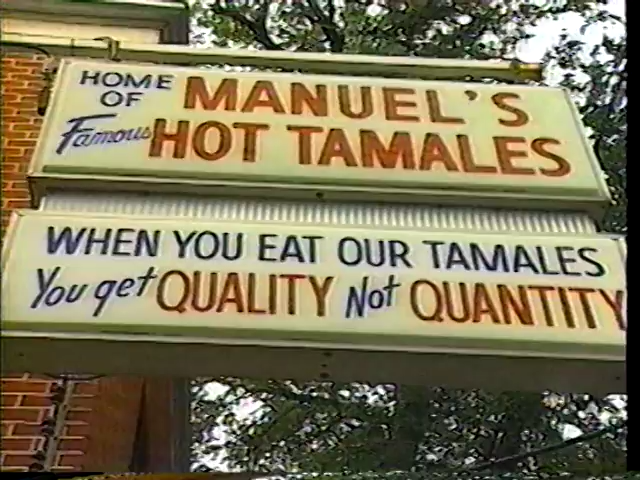 HOME OF MANUEL'S
Famous HOT TAMALES
WHEN YOU EAT OUR TAMALES
You get QUALITY Not QUANTITY